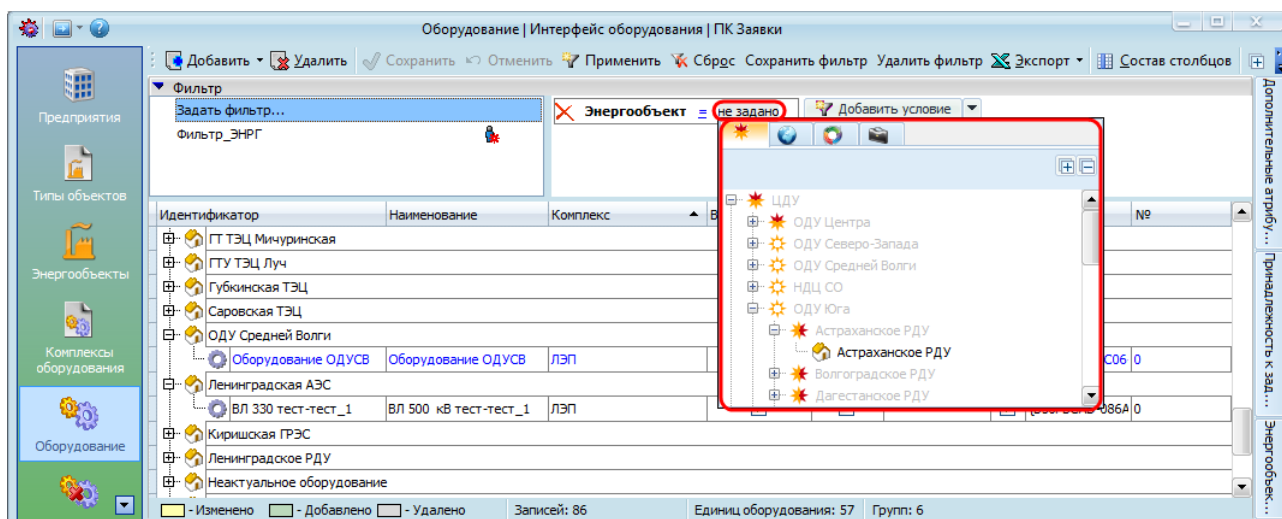 Оборудование | Интерфейс оборудования | ПК Заявки
Добавить Удалить Сохранить Отменить Применить Сброс Сохранить фильтр Удалить фильтр Экспорт Состав столбцов
Предприятия
Типы объектов
Энергообъекты
Комплексы оборудования
Оборудование
Фильтр
Задать фильтр...
Фильтр_ЭНРГ
Энергообъект = не задано Добавить условие
ЦДУ
ОДУ Центра
ОДУ Северо-Запада
ОДУ Средней Волги
НДЦ СО
ОДУ Юга
Астраханское РДУ
Астраханское РДУ
Волгоградское РДУ
Дагестанское РДУ
Идентификатор Наименование Комплекс В №
ГТ ТЭЦ Мичуринская
ГТУ ТЭЦ Луч
Губкинская ТЭЦ
Саровская ТЭЦ
ОДУ Средней Волги
Оборудование ОДУСВ Оборудование ОДУСВ ЛЭП C06 0
Ленинградская АЭС
ВЛ 330 тест-тест_1 ВЛ 500 кВ тест-тест_1 ЛЭП 086A 0
Киришская ГРЭС
Ленинградское РДУ
Неактуальное оборудование
- Изменено - Добавлено - Удалено Записей: 86 Единиц оборудования: 57 Групп: 6
Дополнительные атрибу...
Принадлежность к зад...
Энергообъек...